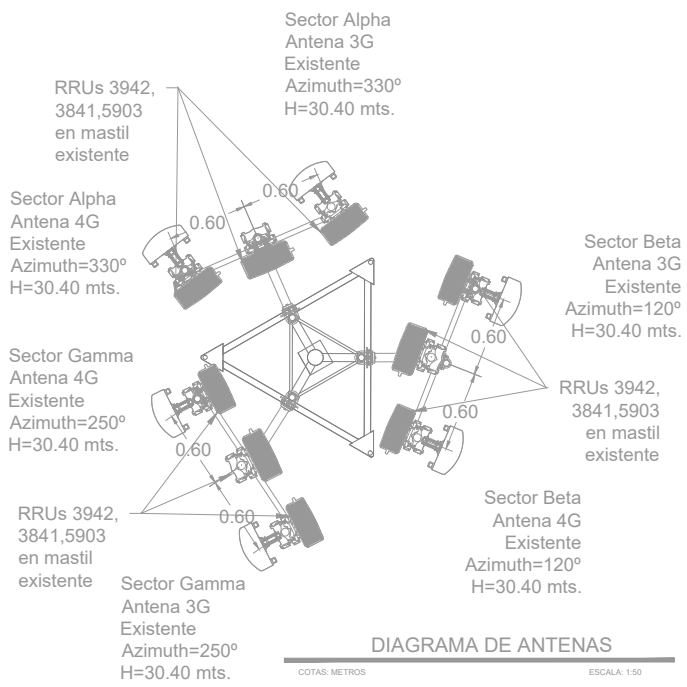 Sector Alpha
Antena 3G
Existente
Azimuth=330º
H=30.40 mts.
RRUs 3942,
3841,5903
en mastil
existente
0.60
0.60
Sector Alpha
Antena 4G
Existente
Azimuth=330º
H=30.40 mts.
Sector Beta
Antena 3G
Existente
Azimuth=120º
H=30.40 mts.
0.60
0.60
RRUs 3942,
3841,5903
en mastil
existente
Sector Gamma
Antena 4G
Existente
Azimuth=250º
H=30.40 mts.
0.60
0.60
RRUs 3942,
3841,5903
en mastil
existente
Sector Beta
Antena 4G
Existente
Azimuth=120º
H=30.40 mts.
Sector Gamma
Antena 3G
Existente
Azimuth=250º
H=30.40 mts.
DIAGRAMA DE ANTENAS
COTAS: METROS
ESCALA: 1:50